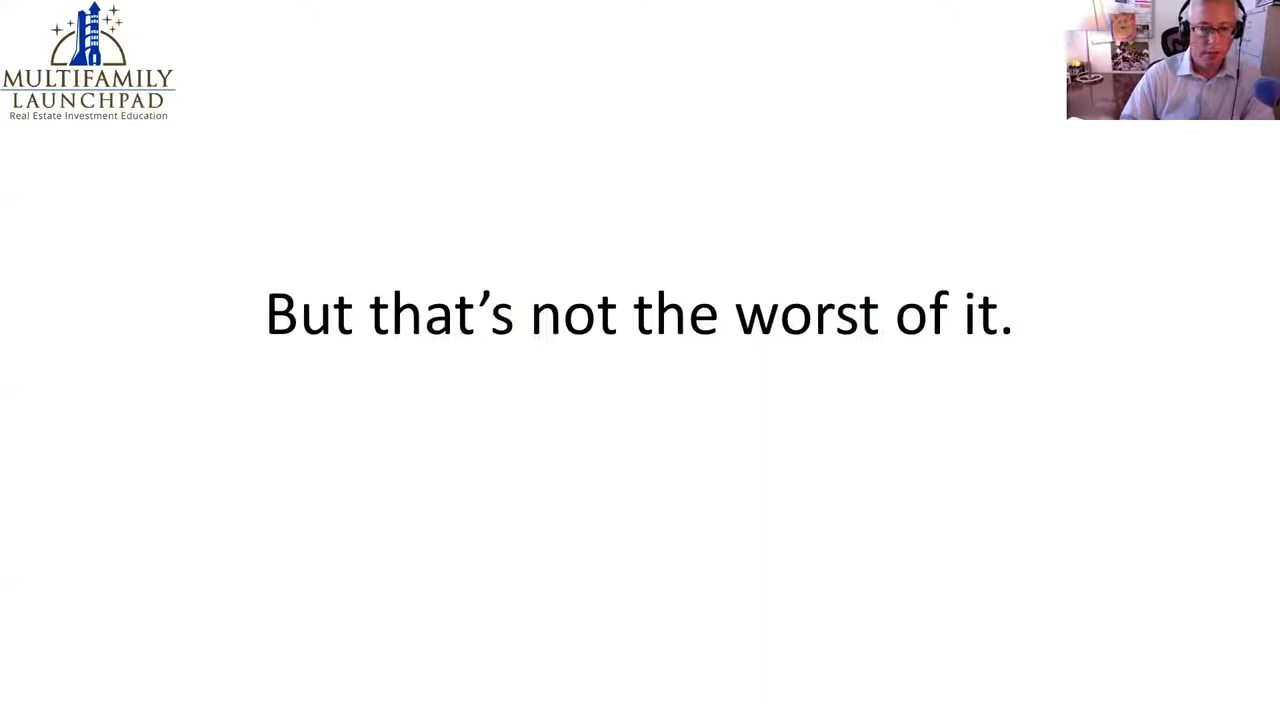 MULTIFAMILY
LAUNCHPAD
Real Estate Investment Education
But that’s not the worst of it.